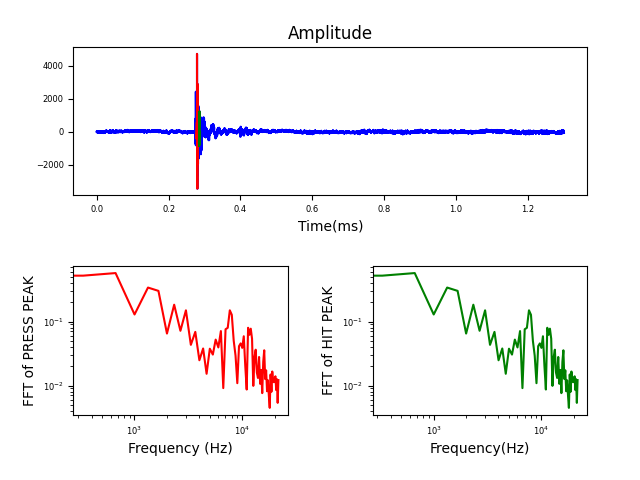 Amplitude
4000
2000
0
−2000
0.0 0.2 0.4 0.6 0.8 1.0 1.2
Time(ms)
FFT of PRESS PEAK
10⁻¹
10⁻²
10³ 10⁴
Frequency (Hz)
FFT of HIT PEAK
10⁻¹
10⁻²
10³ 10⁴
Frequency(Hz)